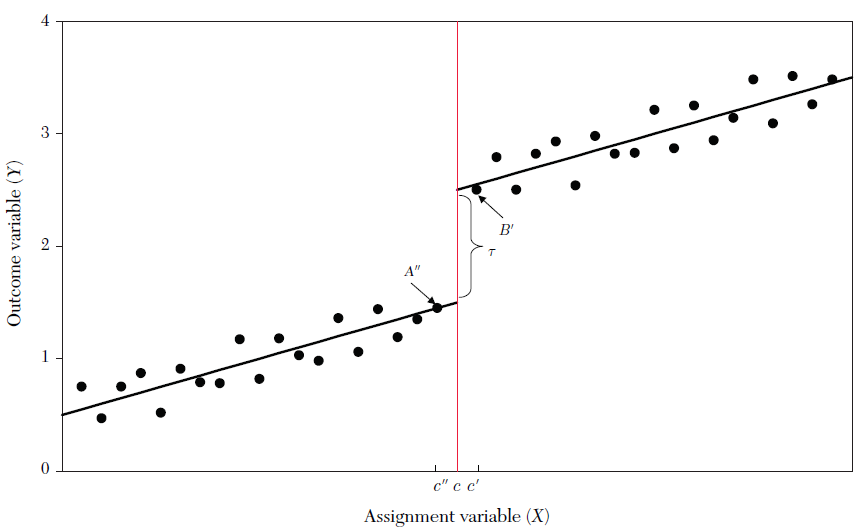 4
3
2
1
0
Outcome variable (Y)
A″
B′
τ
c″ c c′
Assignment variable (X)